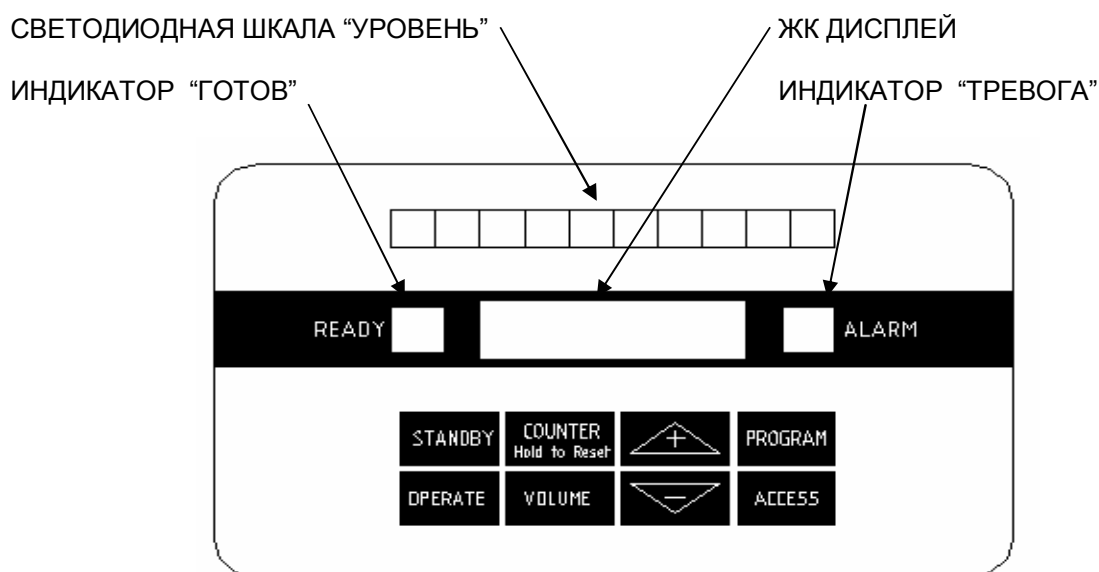 СВЕТОДИОДНАЯ ШКАЛА “УРОВЕНЬ”
ЖК ДИСПЛЕЙ
ИНДИКАТОР “ГОТОВ”
ИНДИКАТОР “ТРЕВОГА”
READY
ALARM
STANDBY
COUNTER
Hold to Reset
+
PROGRAM
OPERATE
VOLUME
–
ACCESS